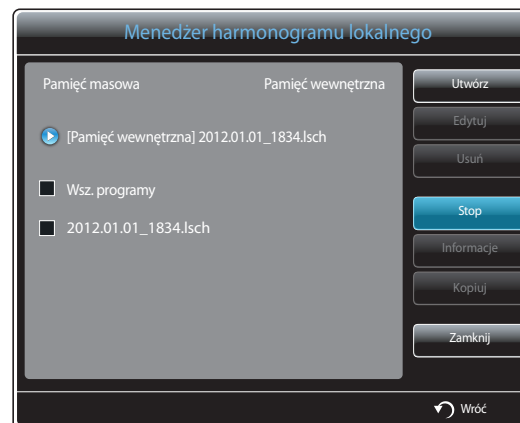 Menedżer harmonogramu lokalnego
Pamięć masowa Pamięć wewnętrzna
[Pamięć wewnętrzna] 2012.01.01_1834.lsch
Wsz. programy
2012.01.01_1834.lsch
Utwórz
Edytuj
Usuń
Stop
Informacje
Kopiuj
Zamknij
Wróć